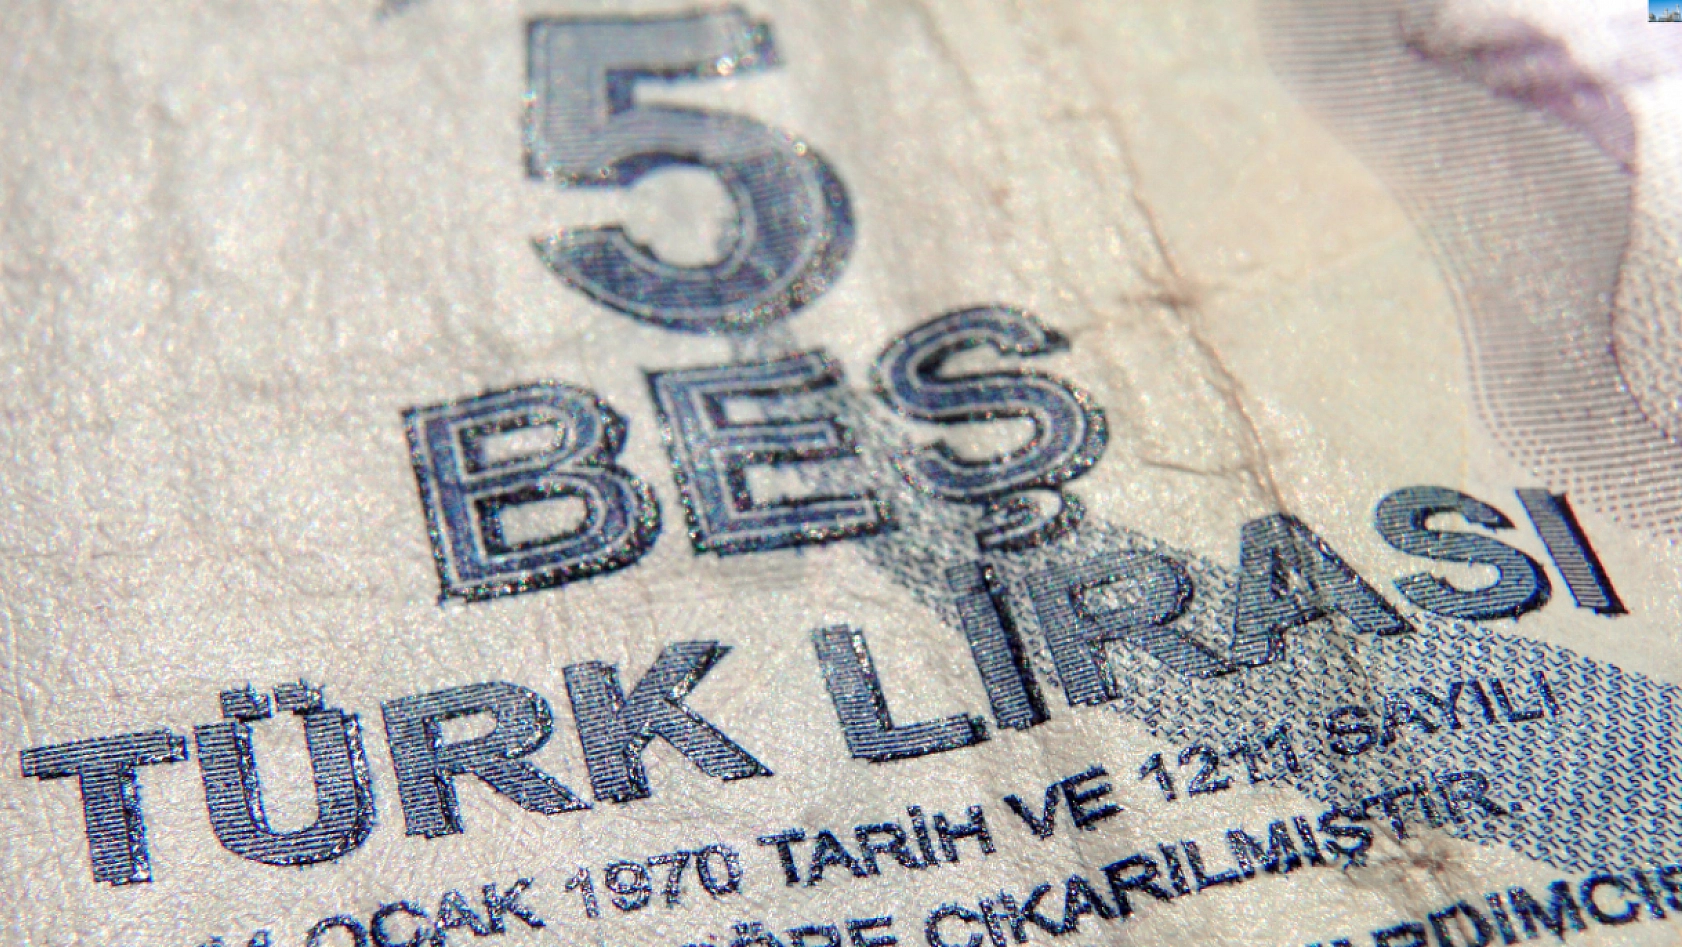 5
BEŞ
TÜRK LİRASI
OCAK 1970 TARİH VE 1211 SAYILI
ÇIKARILMIŞTIR